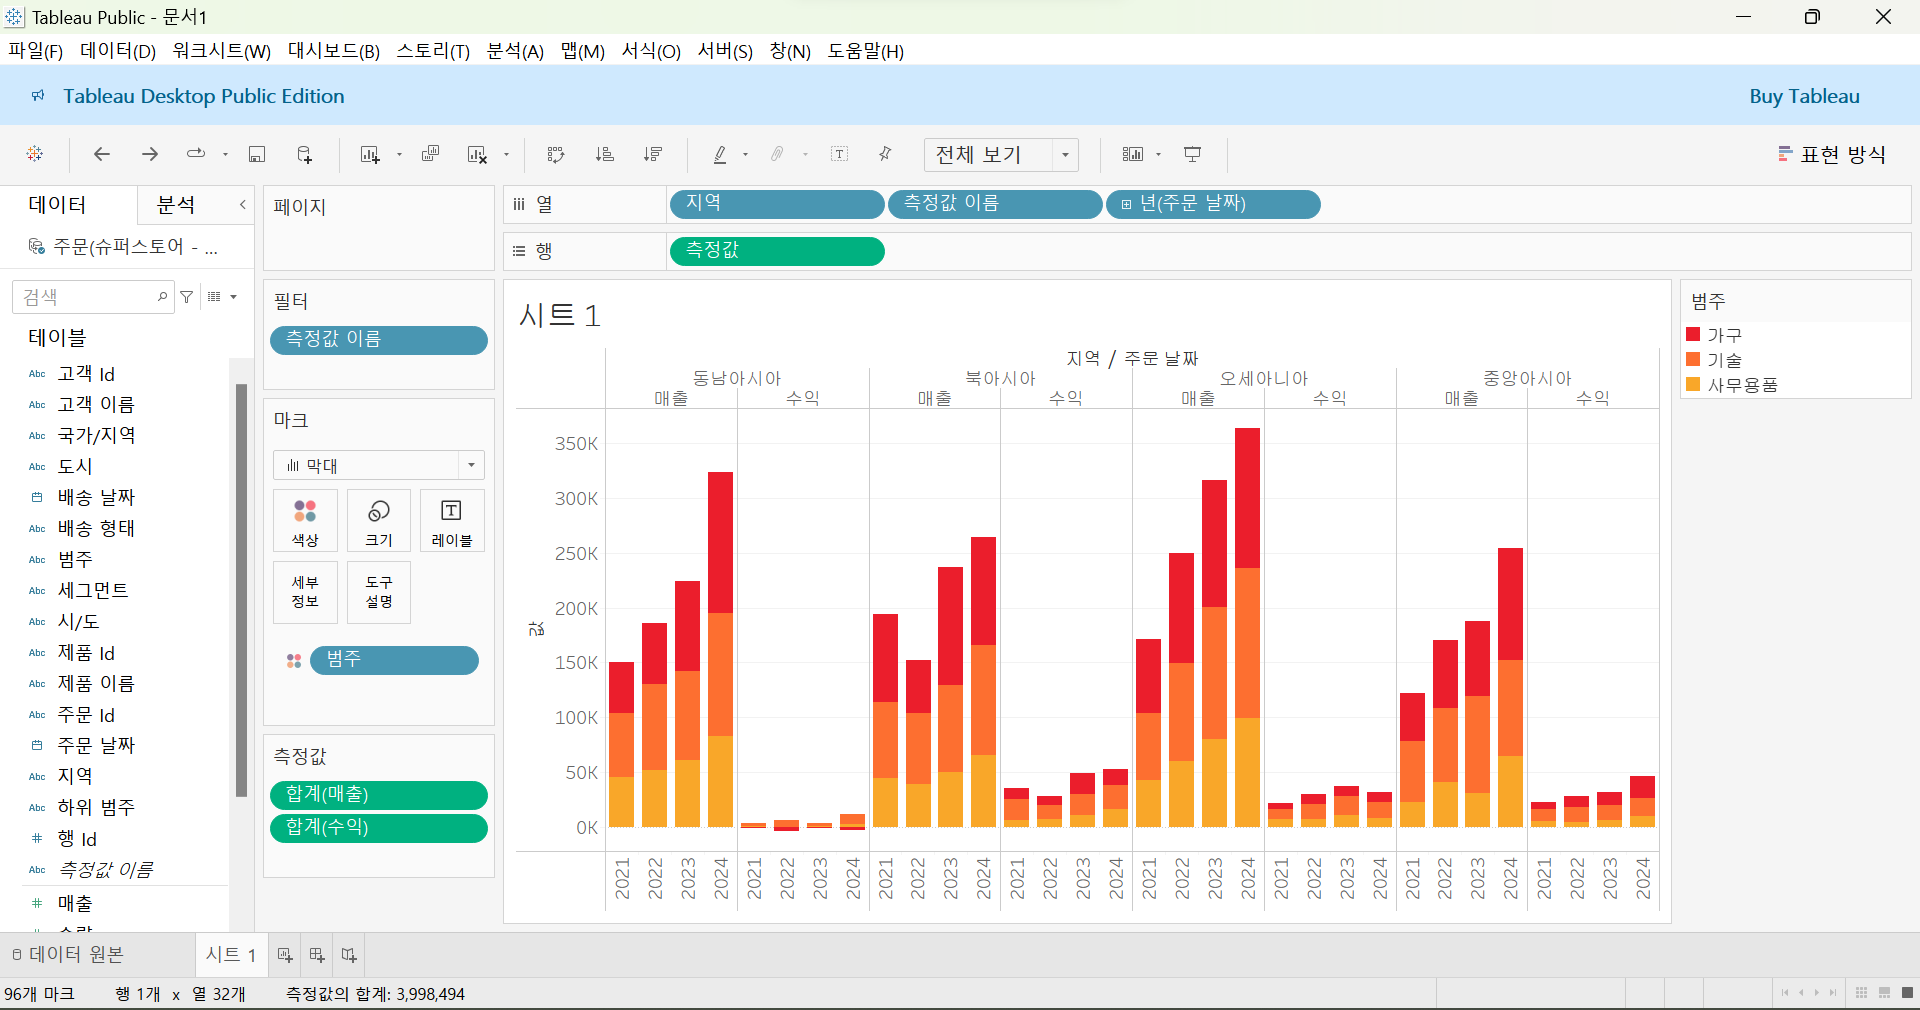 Tableau Public - 문서1
파일(F) 데이터(D) 워크시트(W) 대시보드(B) 스토리(T) 분석(A) 맵(M) 서식(O) 서버(S) 창(N) 도움말(H)
Tableau Desktop Public Edition Buy Tableau
전체 보기 표현 방식
데이터 분석
주문(슈퍼스토어 - ...
검색
테이블
Abc 고객 Id
Abc 고객 이름
Abc 국가/지역
Abc 도시
배송 날짜
Abc 배송 형태
Abc 범주
Abc 세그먼트
Abc 시/도
Abc 제품 Id
Abc 제품 이름
Abc 주문 Id
주문 날짜
Abc 지역
Abc 하위 범주
# 행 Id
Abc 측정값 이름
# 매출
페이지
필터
측정값 이름
마크
막대
색상 크기 레이블
세부 정보 도구 설명
범주
측정값
합계(매출)
합계(수익)
열 지역 측정값 이름 년(주문 날짜)
행 측정값
시트 1
지역 / 주문 날짜
동남아시아 북아시아 오세아니아 중앙아시아
매출 수익 매출 수익 매출 수익 매출 수익
값
350K
300K
250K
200K
150K
100K
50K
0K
2021 2022 2023 2024 2021 2022 2023 2024 2021 2022 2023 2024 2021 2022 2023 2024 2021 2022 2023 2024 2021 2022 2023 2024 2021 2022 2023 2024 2021 2022 2023 2024
범주
가구
기술
사무용품
데이터 원본 시트 1
96개 마크 행 1개 x 열 32개 측정값의 합계: 3,998,494